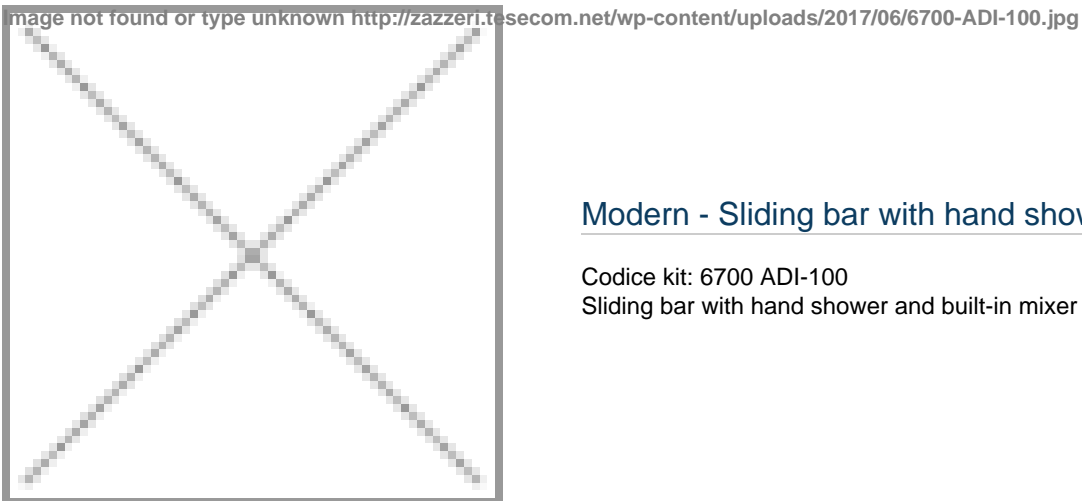 Image not found or type unknown http://zazzeri.tesecom.net/wp-content/uploads/2017/06/6700-ADI-100.jpg
Modern - Sliding bar with hand
Codice kit: 6700 ADI-100
Sliding bar with hand shower and built-in mixer